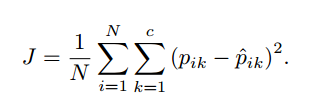 J = \frac{1}{N} \sum_{i=1}^{N} \sum_{k=1}^{c} (p_{ik} - \hat{p}_{ik})^2.